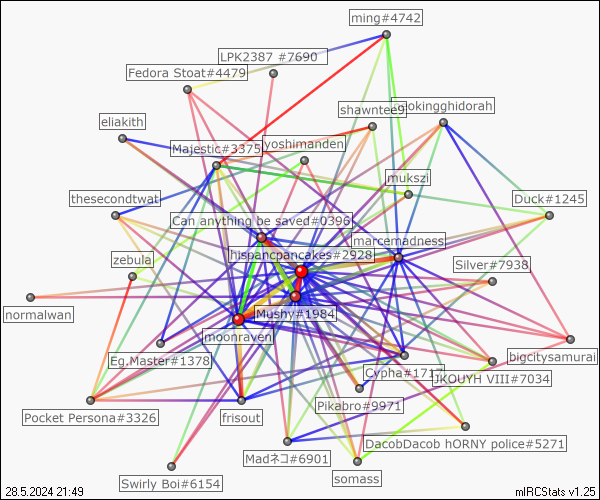 ming#4742
LPK2387 #7690
Fedora Stoat#4479
shawntee9
gookingghidorah
eliakith
Majestic#3375
yoshimanden
mukszi
thesecondtwat
Duck#1245
Can anything be saved#0396
marcemadness
hispancpancakes#2928
zebula
Silver#7938
normalwan
Mushy#1984
moonraven
Eg.Master#1378
bigcitysamurai
Cypha#1717
JKOUYH VIII#7034
Pikabro#9971
Pocket Persona#3326
frisout
DacobDacob hORNY police#5271
Madネコ#6901
Swirly Boi#6154
somass
28.5.2024 21:49
mIRCStats v1.25